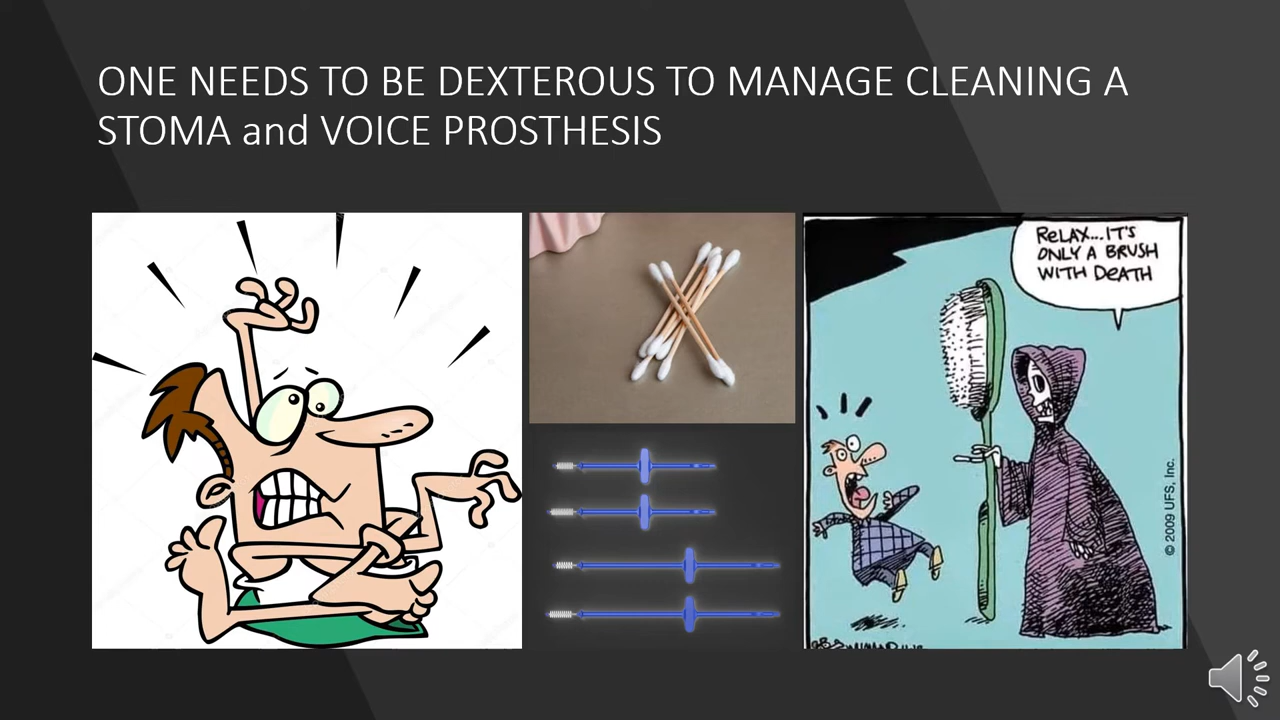 ONE NEEDS TO BE DEXTEROUS TO MANAGE CLEANING A
STOMA and VOICE PROSTHESIS
RELAX...IT'S
ONLY A BRUSH
WITH DEATH
© 2009 UFS, Inc.